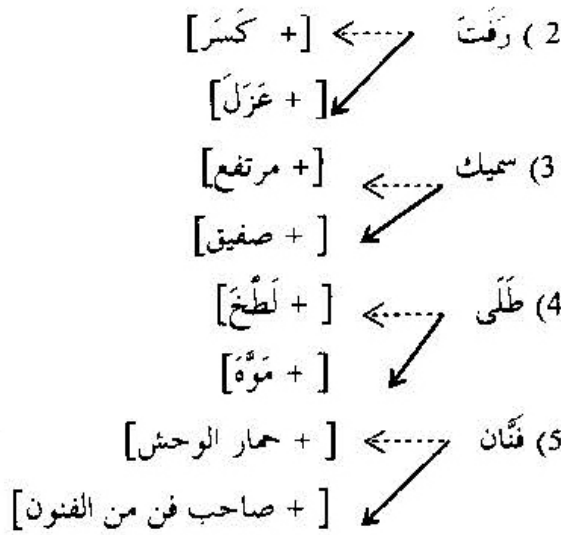 2) رَفَتَ [+ كَسَر]
[+ عَزَلَ]
3) سميك [+ مرتفع]
[+ صفيق]
4) طَلَى [+ لَطَّخَ]
[+ مَوَّهَ]
5) فَنَّان [+ حمار الوحش]
[+ صاحب فن من الفنون]